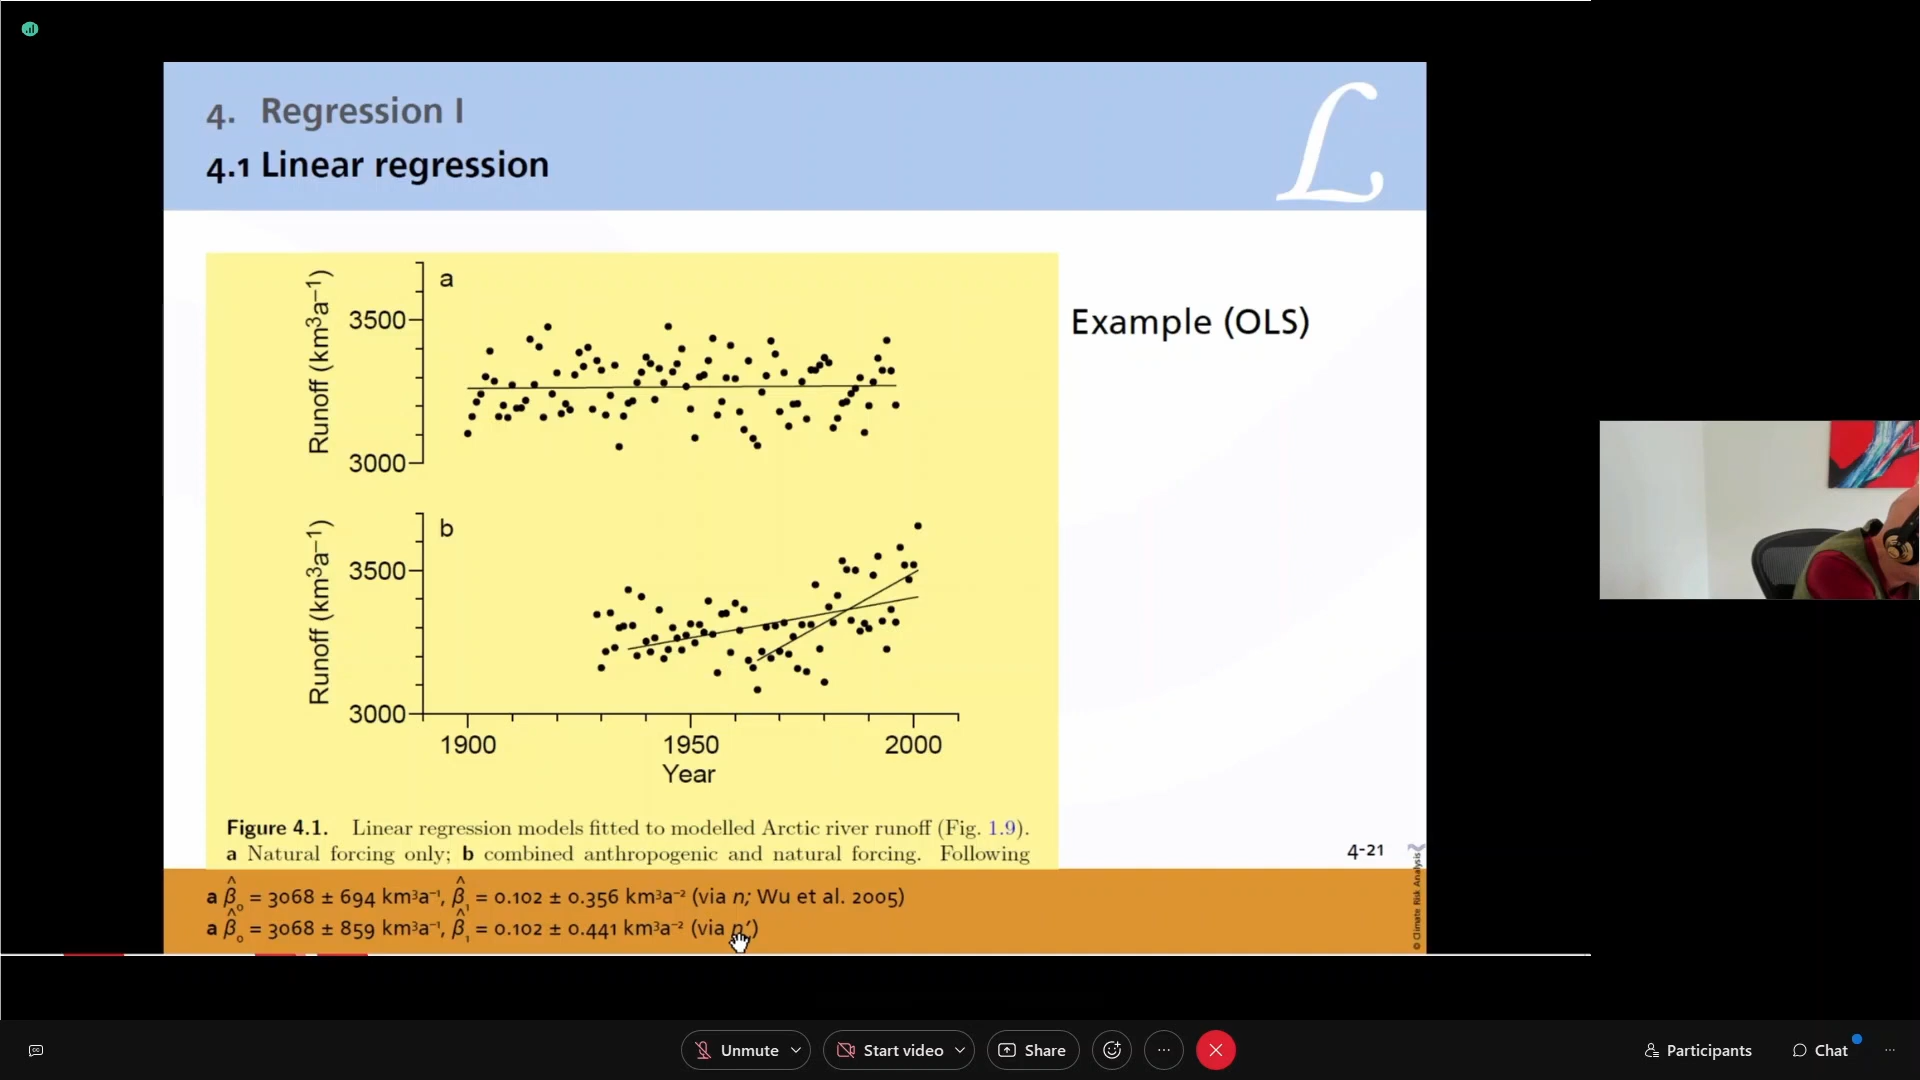 4. Regression I
4.1 Linear regression
L
a
Runoff (km³a⁻¹)
3500
3000
Example (OLS)
b
Runoff (km³a⁻¹)
3500
3000
1900 1950 2000
Year
Figure 4.1. Linear regression models fitted to modelled Arctic river runoff (Fig. 1.9).
a Natural forcing only; b combined anthropogenic and natural forcing. Following
4-21
© Climate Risk Analysis
a β̂₀ = 3068 ± 694 km³a⁻¹, β̂₁ = 0.102 ± 0.356 km³a⁻² (via n; Wu et al. 2005)
a β̂₀ = 3068 ± 859 km³a⁻¹, β̂₁ = 0.102 ± 0.441 km³a⁻² (via n′)
Unmute Start video Share Participants Chat